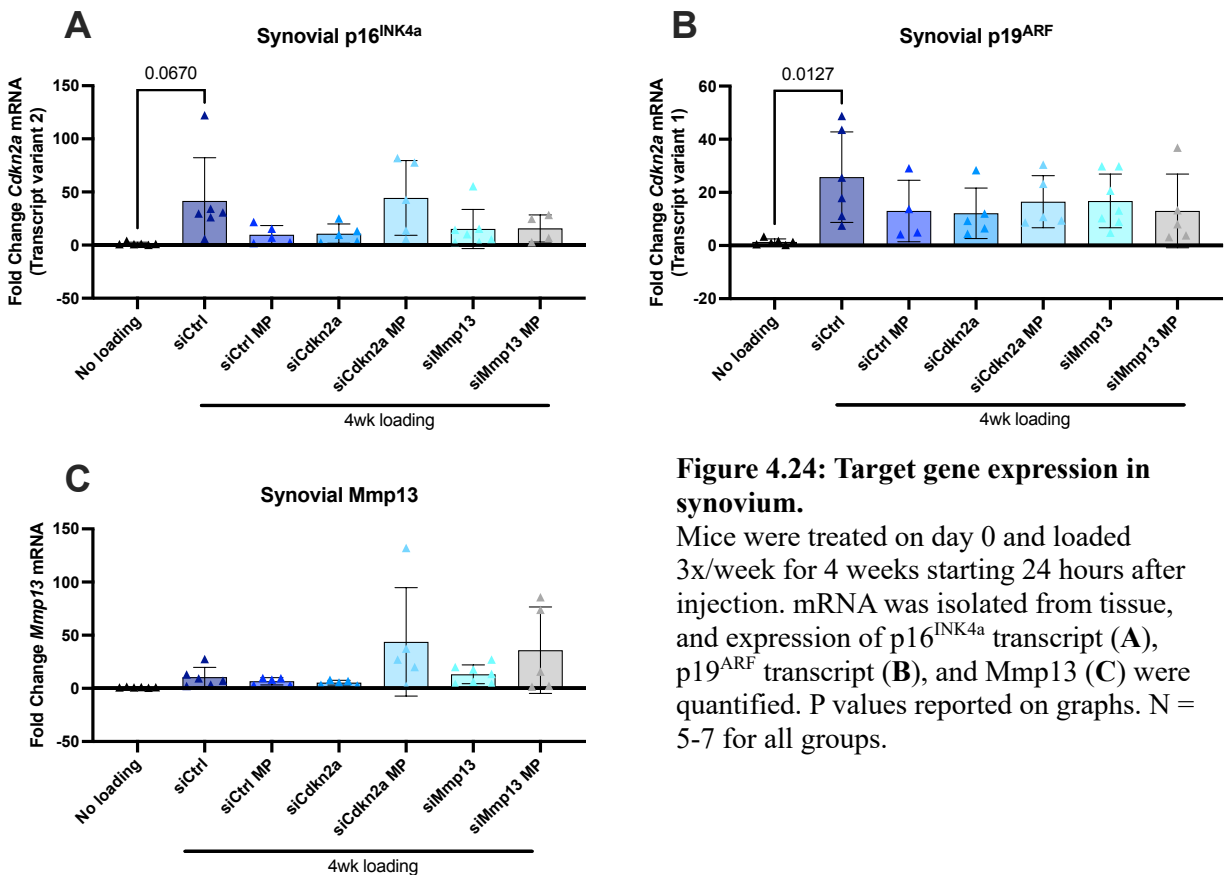 A
Synovial p16INK4a
0.0670
Fold Change Cdkn2a mRNA
(Transcript variant 2)
150
100
50
0
-50
No loading
siCtrl
siCtrl MP
siCdkn2a
siCdkn2a MP
siMmp13
siMmp13 MP
4wk loading
B
Synovial p19ARF
0.0127
Fold Change Cdkn2a mRNA
(Transcript variant 1)
60
40
20
0
-20
No loading
siCtrl
siCtrl MP
siCdkn2a
siCdkn2a MP
siMmp13
siMmp13 MP
4wk loading
C
Synovial Mmp13
Fold Change Mmp13 mRNA
150
100
50
0
-50
No loading
siCtrl
siCtrl MP
siCdkn2a
siCdkn2a MP
siMmp13
siMmp13 MP
4wk loading
Figure 4.24: Target gene expression in
synovium.
Mice were treated on day 0 and loaded
3x/week for 4 weeks starting 24 hours after
injection. mRNA was isolated from tissue,
and expression of p16INK4a transcript (A),
p19ARF transcript (B), and Mmp13 (C) were
quantified. P values reported on graphs. N =
5-7 for all groups.